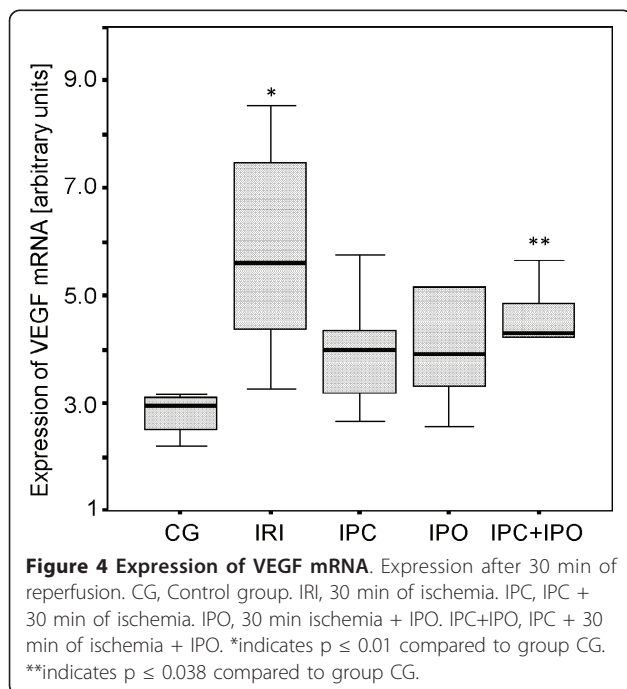 Expression of VEGF mRNA [arbitrary units]
9.0
7.0
5.0
3.0
1
*
**
CG IRI IPC IPO IPC+IPO
Figure 4 Expression of VEGF mRNA. Expression after 30 min of
reperfusion. CG, Control group. IRI, 30 min of ischemia. IPC, IPC +
30 min of ischemia. IPO, 30 min ischemia + IPO. IPC+IPO, IPC + 30
min of ischemia + IPO. *indicates p ≤ 0.01 compared to group CG.
**indicates p ≤ 0.038 compared to group CG.